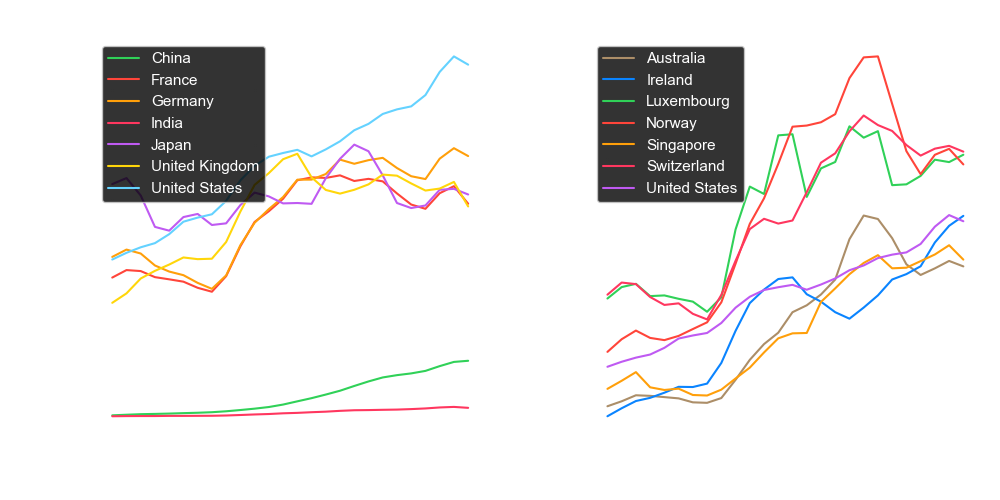 China
France
Germany
India
Japan
United Kingdom
United States
Australia
Ireland
Luxembourg
Norway
Singapore
Switzerland
United States